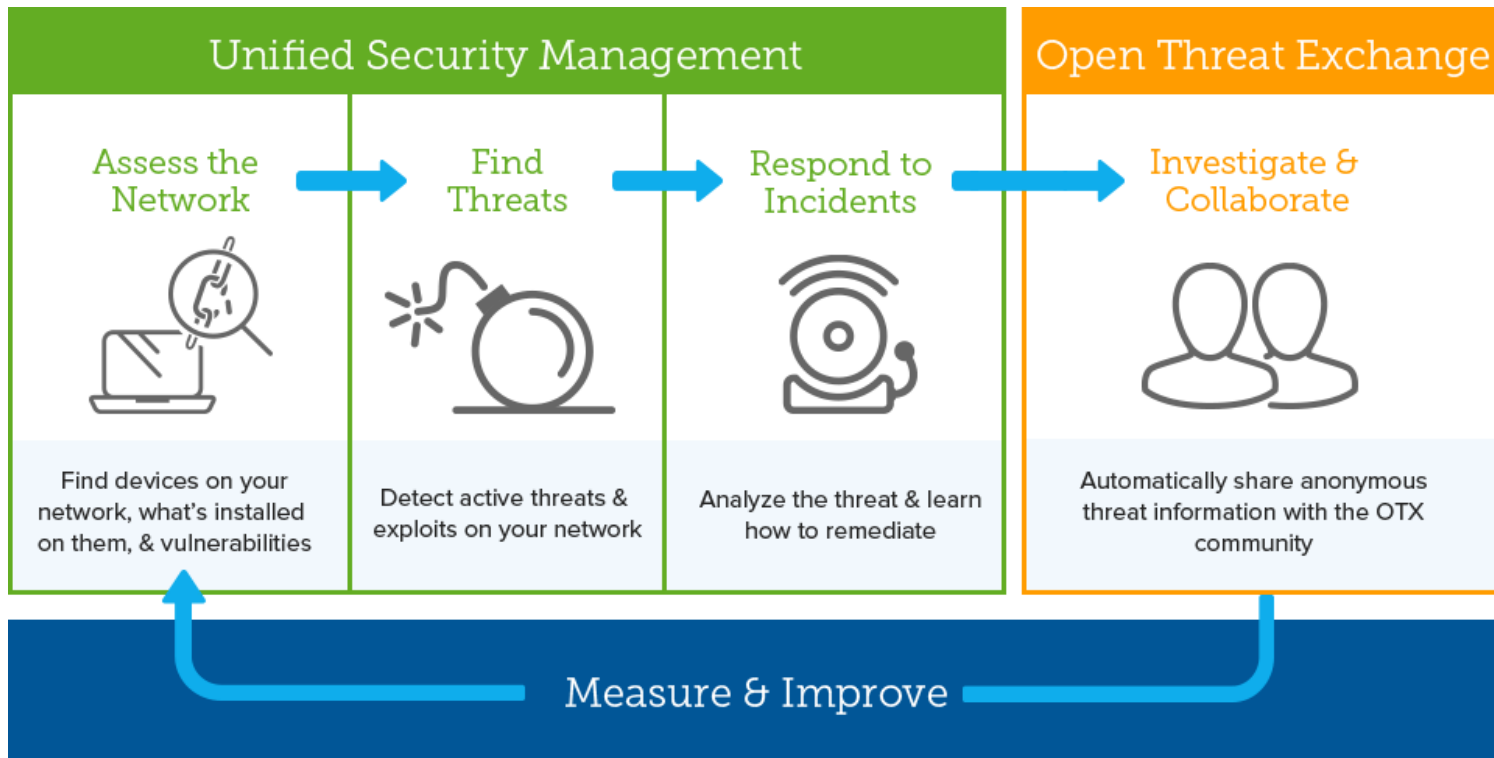 Unified Security Management
Open Threat Exchange
Assess the
Network
Find
Threats
Respond to
Incidents
Investigate &
Collaborate
Find devices on your
network, what's installed
on them, & vulnerabilities
Detect active threats &
exploits on your network
Analyze the threat & learn
how to remediate
Automatically share anonymous
threat information with the OTX
community
Measure & Improve